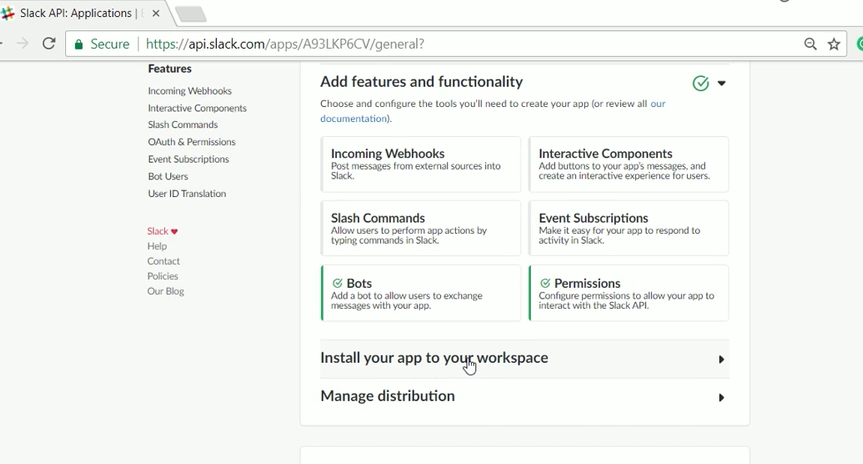 Slack API: Applications |
Secure
https://api.slack.com/apps/A93LKP6CV/general?
Features
Incoming Webhooks
Interactive Components
Slash Commands
OAuth & Permissions
Event Subscriptions
Bot Users
User ID Translation
Slack
Help
Contact
Policies
Our Blog
Add features and functionality
Choose and configure the tools you'll need to create your app (or review all our
documentation).
Incoming Webhooks
Post messages from external sources into
Slack.
Interactive Components
Add buttons to your app's messages, and
create an interactive experience for users.
Slash Commands
Allow users to perform app actions by
typing commands in Slack.
Event Subscriptions
Make it easy for your app to respond to
activity in Slack.
Bots
Add a bot to allow users to exchange
messages with your app.
Permissions
Configure permissions to allow your app to
interact with the Slack API.
Install your app to your workspace
Manage distribution